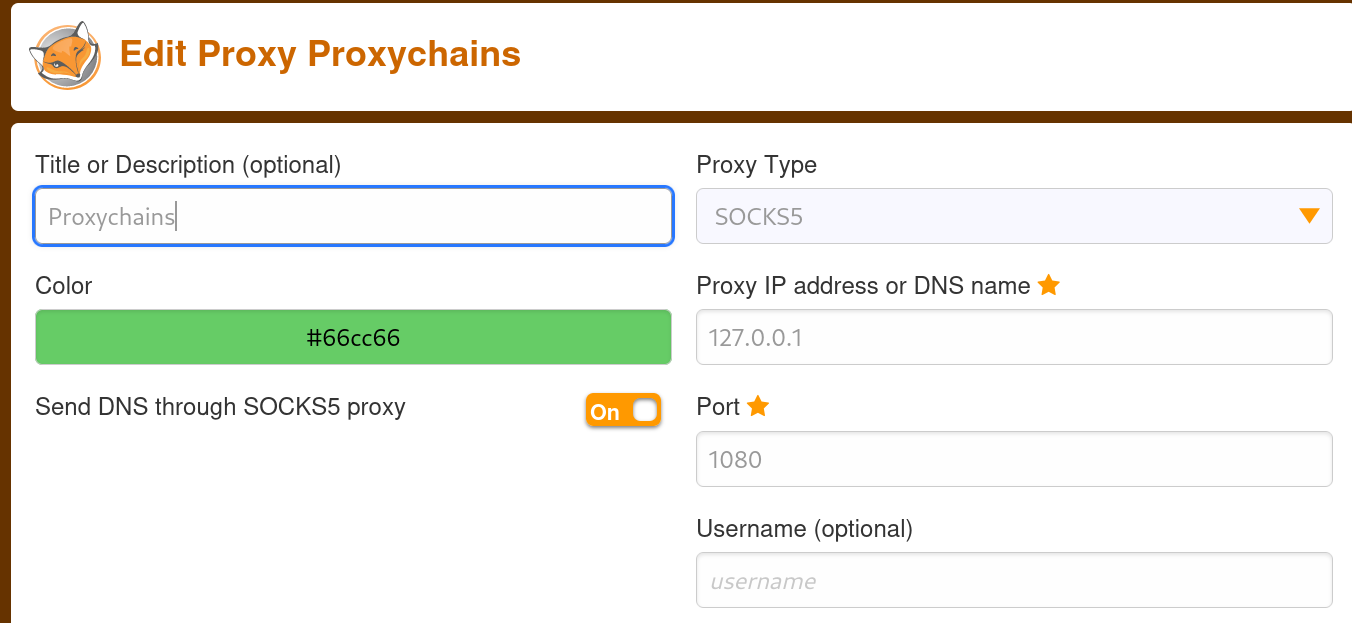 Edit Proxy Proxychains
Title or Description (optional)
Proxychains
Color
#66cc66
Send DNS through SOCKS5 proxy
On
Proxy Type
SOCKS5
Proxy IP address or DNS name
127.0.0.1
Port
1080
Username (optional)
username